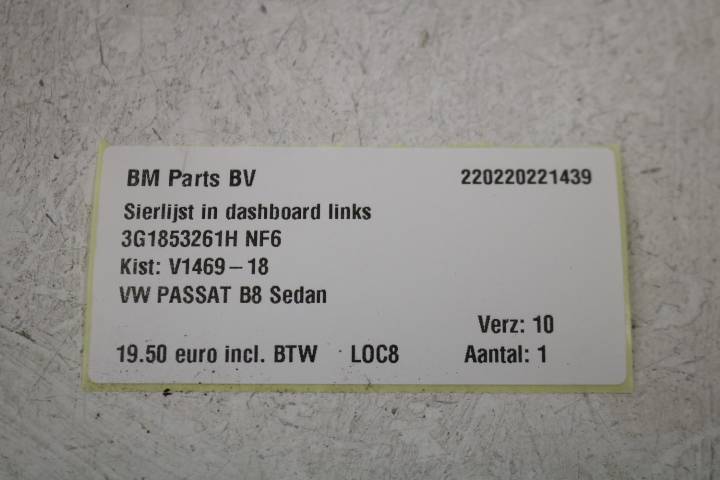 BM Parts BV 220220221439
Sierlijst in dashboard links
3G1853261H NF6
Kist: V1469-18
VW PASSAT B8 Sedan
Verz: 10
19.50 euro incl. BTW LOC8 Aantal: 1